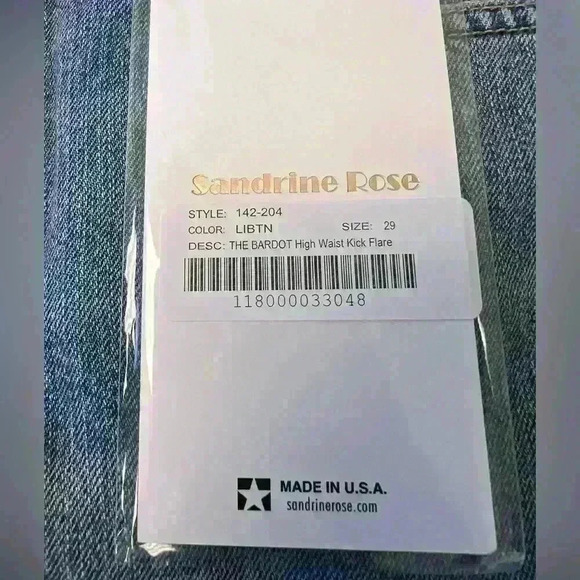 Sandrine Rose
STYLE: 142-204
COLOR: LIBTN SIZE: 29
DESC: THE BARDOT High Waist Kick Flare
118000033048
MADE IN U.S.A.
sandrinerose.com